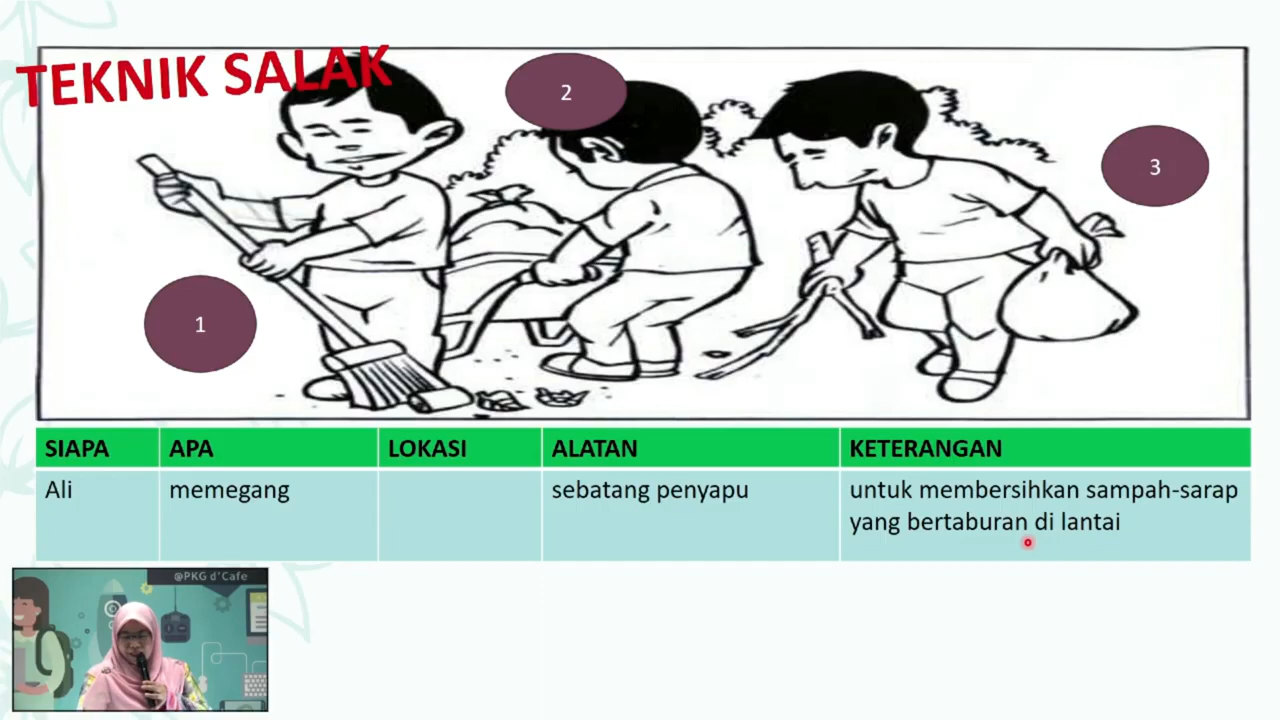 TEKNIK SALAK
2
3
1
SIAPA APA LOKASI ALATAN KETERANGAN
Ali memegang sebatang penyapu untuk membersihkan sampah-sarap
yang bertaburan di lantai
@PKG d'Cafe